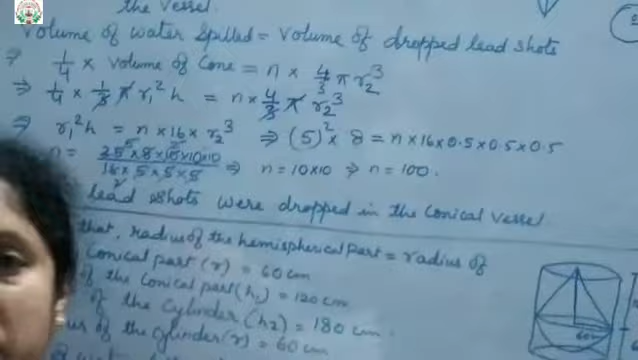 the vessel.
Volume of water spilled = Volume of dropped lead shots
⇒ 1/4 × Volume of Cone = n × 4/3 π r₂³
⇒ 1/4 × 1/3 π r₁² h = n × 4/3 π r₂³
⇒ r₁² h = n × 16 × r₂³ ⇒ (5)² × 8 = n × 16 × 0.5 × 0.5 × 0.5
n = 25 × 8 × 10 × 10 × 10 / 16 × 5 × 5 × 5 ⇒ n = 10 × 10 ⇒ n = 100.
lead shots were dropped in the conical vessel
that, radius of the hemispherical part = radius of
Conical part (r) = 60 cm
of the conical part (h₁) = 120 cm
of the cylinder (h₂) = 180 cm.
of the cylinder (r) = 60 cm